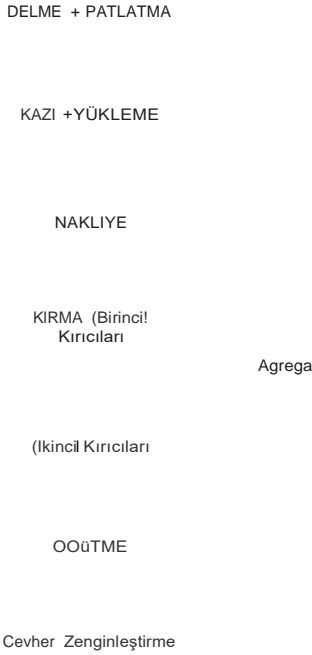 DELME + PATLATMA
KAZI +YÜKLEME
NAKLIYE
KIRMA (Birinci!
Kırıcıları
Agrega
(Ikincil Kırıcıları
OOüTME
Cevher Zenginleştirme